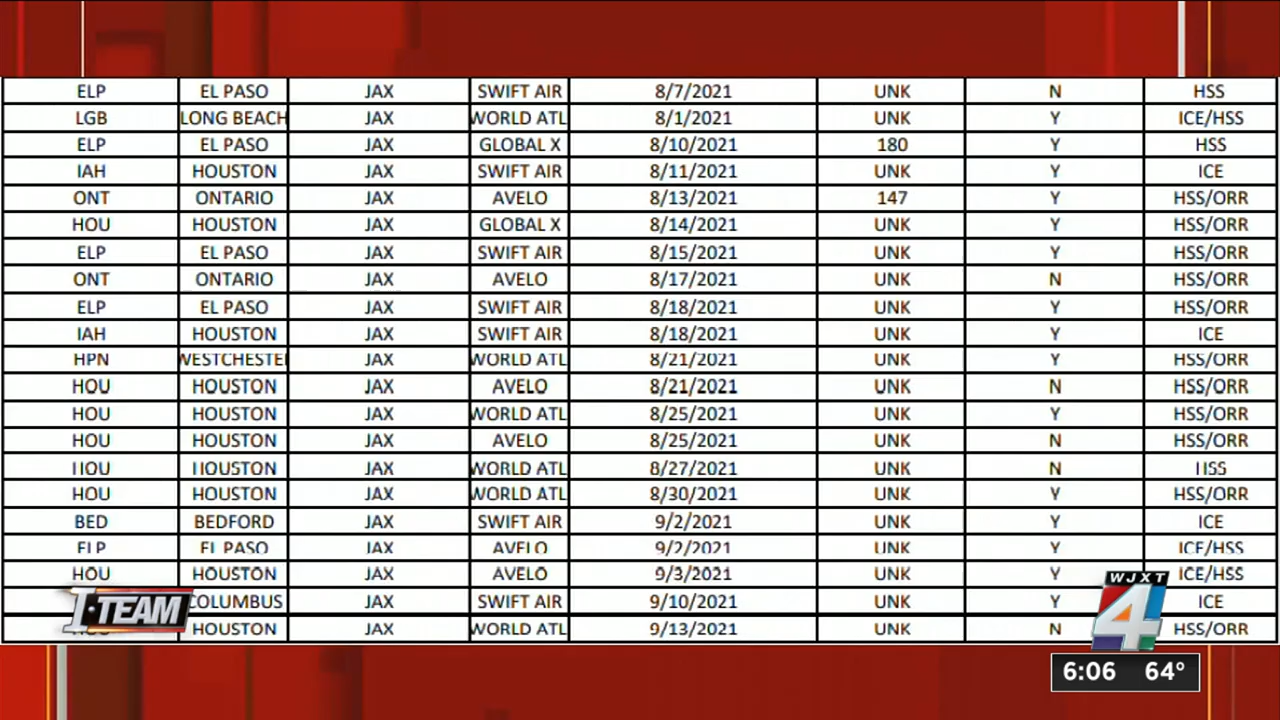 ELP EL PASO JAX SWIFT AIR 8/7/2021 UNK N HSS
LGB LONG BEACH JAX WORLD ATL 8/1/2021 UNK Y ICE/HSS
ELP EL PASO JAX GLOBAL X 8/10/2021 180 Y HSS
IAH HOUSTON JAX SWIFT AIR 8/11/2021 UNK Y ICE
ONT ONTARIO JAX AVELO 8/13/2021 147 Y HSS/ORR
HOU HOUSTON JAX GLOBAL X 8/14/2021 UNK Y HSS/ORR
ELP EL PASO JAX SWIFT AIR 8/15/2021 UNK Y HSS/ORR
ONT ONTARIO JAX AVELO 8/17/2021 UNK N HSS/ORR
ELP EL PASO JAX SWIFT AIR 8/18/2021 UNK Y HSS/ORR
IAH HOUSTON JAX SWIFT AIR 8/18/2021 UNK Y ICE
HPN WESTCHESTER JAX WORLD ATL 8/21/2021 UNK Y HSS/ORR
HOU HOUSTON JAX AVELO 8/21/2021 UNK N HSS/ORR
HOU HOUSTON JAX WORLD ATL 8/25/2021 UNK Y HSS/ORR
HOU HOUSTON JAX AVELO 8/25/2021 UNK N HSS/ORR
HOU HOUSTON JAX WORLD ATL 8/27/2021 UNK N HSS
HOU HOUSTON JAX WORLD ATL 8/30/2021 UNK Y HSS/ORR
BED BEDFORD JAX SWIFT AIR 9/2/2021 UNK Y ICE
ELP EL PASO JAX AVELO 9/2/2021 UNK Y ICE/HSS
HOU HOUSTON JAX AVELO 9/3/2021 UNK Y ICE/HSS
COLUMBUS JAX SWIFT AIR 9/10/2021 UNK Y ICE
HOUSTON JAX WORLD ATL 9/13/2021 UNK N HSS/ORR
I-TEAM
WJXT
4
6:06 64°